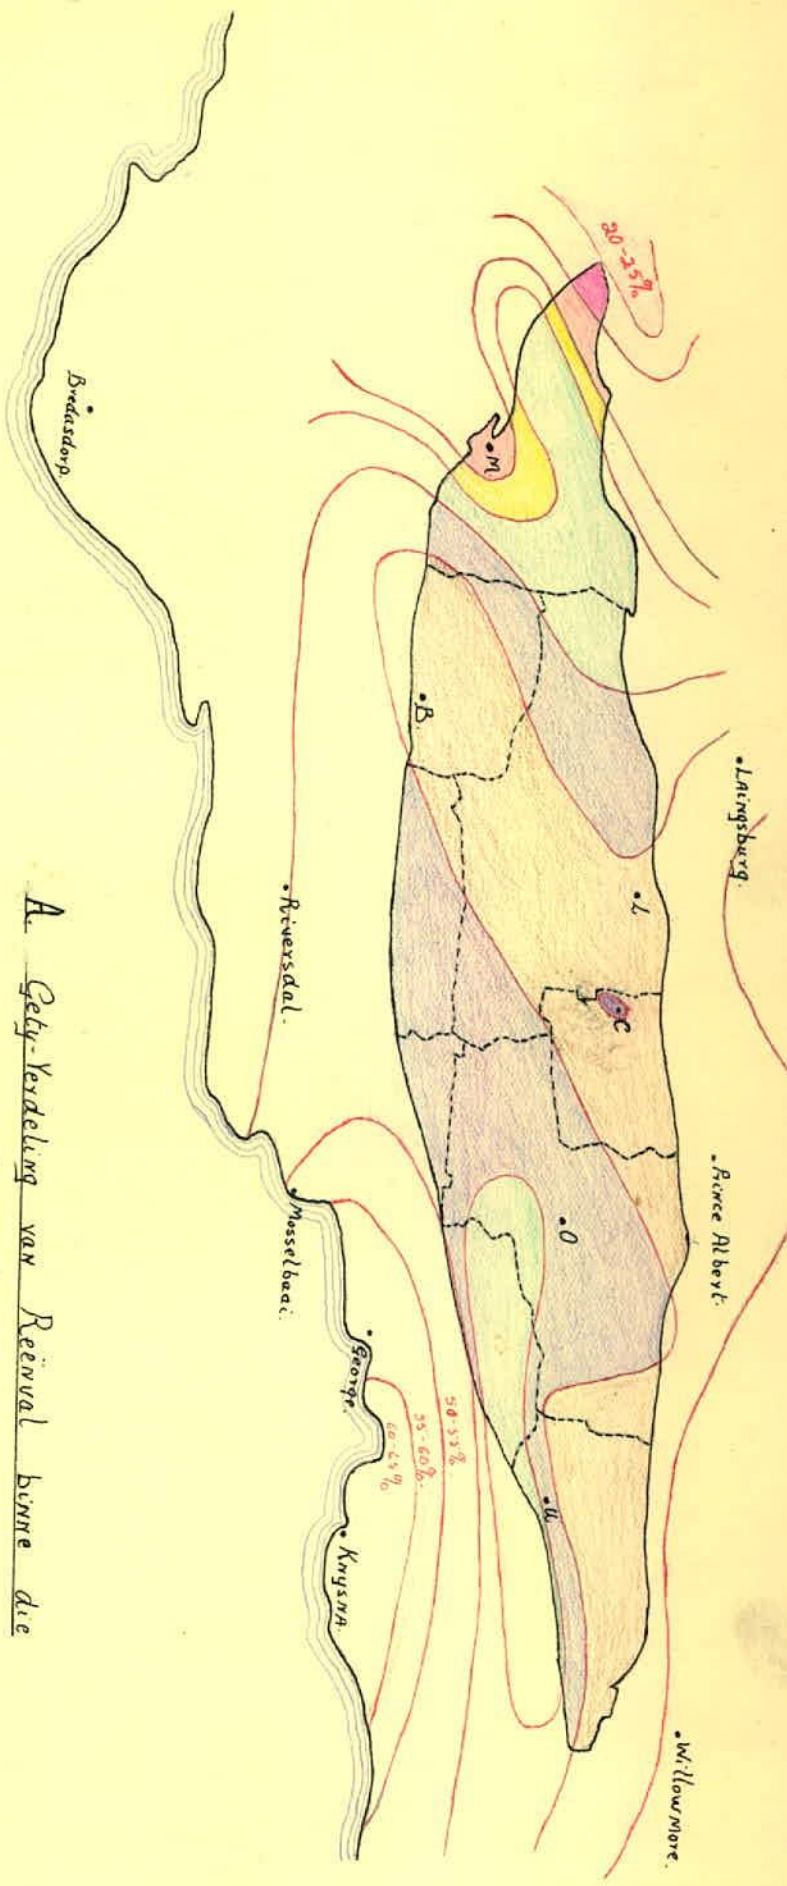 20-25%
Laingsburg.
Prince Albert.
Willowmore.
L
C
M.
B.
O
U
Riversdal.
Mosselbaai.
George.
Knysna.
Bredasdorp.
50-55%
55-60%
60-65%
A. Gety-Verdeling van Reënval binne die